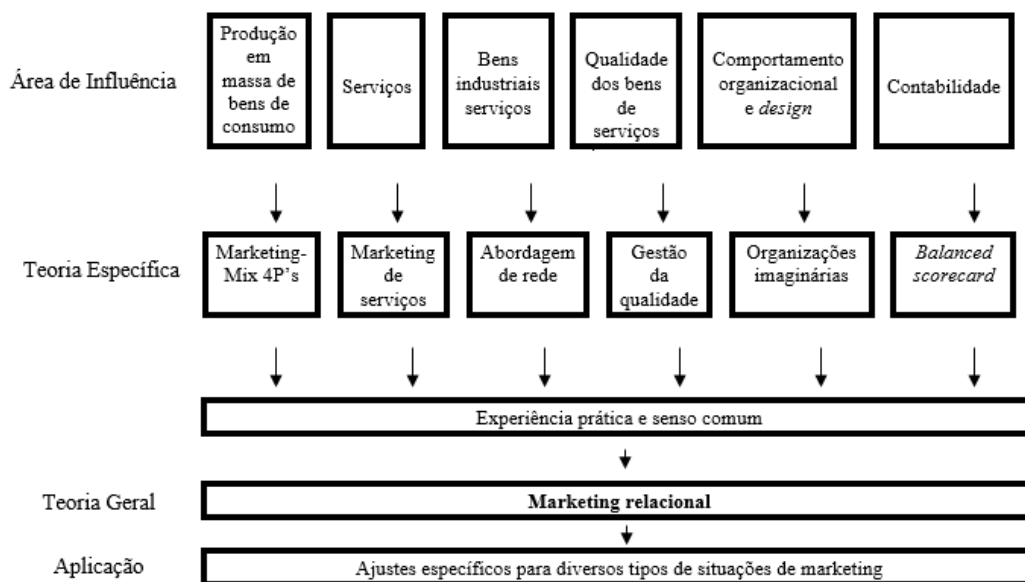 Área de Influência
Produção
em
massa de
bens de
consumo
Serviços
Bens
industriais
serviços
Qualidade
dos bens
de
serviços
Comportamento
organizacional
e design
Contabilidade
Teoria Específica
Marketing-
Mix 4P's
Marketing
de
serviços
Abordagem
de rede
Gestão
da
qualidade
Organizações
imaginárias
Balanced
scorecard
Experiência prática e senso comum
Teoria Geral
Marketing relacional
Aplicação
Ajustes específicos para diversos tipos de situações de marketing